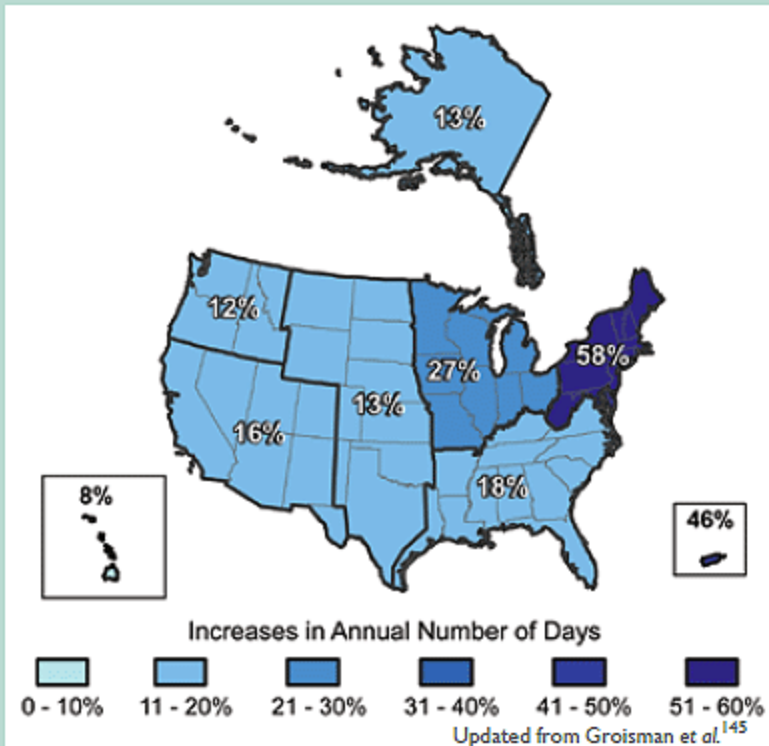 13%
12%
58%
27%
13%
16%
18%
8%
46%
Increases in Annual Number of Days
0 - 10%
11 - 20%
21 - 30%
31 - 40%
41 - 50%
51 - 60%
Updated from Groisman et al.145